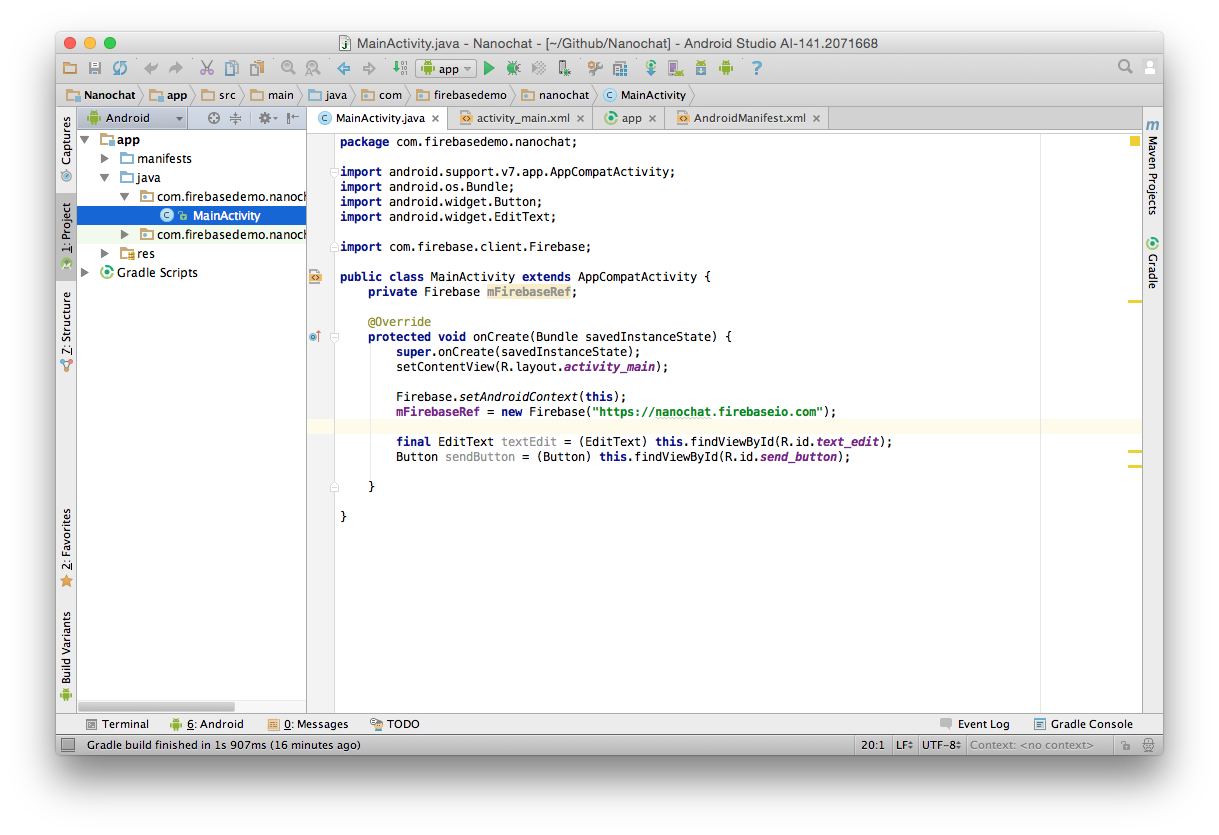 MainActivity.java - Nanochat - [~/Github/Nanochat] - Android Studio AI-141.2071668
app
?
Nanochat app src main java com firebasedemo nanochat MainActivity
Android
MainActivity.java activity_main.xml app AndroidManifest.xml
Captures
1: Project
7: Structure
2: Favorites
Build Variants
app
manifests
java
com.firebasedemo.nanoch
MainActivity
com.firebasedemo.nanoch
res
Gradle Scripts
package com.firebasedemo.nanochat;
import android.support.v7.app.AppCompatActivity;
import android.os.Bundle;
import android.widget.Button;
import android.widget.EditText;
import com.firebase.client.Firebase;
public class MainActivity extends AppCompatActivity {
private Firebase mFirebaseRef;
@Override
protected void onCreate(Bundle savedInstanceState) {
super.onCreate(savedInstanceState);
setContentView(R.layout.activity_main);
Firebase.setAndroidContext(this);
mFirebaseRef = new Firebase("https://nanochat.firebaseio.com");
final EditText textEdit = (EditText) this.findViewById(R.id.text_edit);
Button sendButton = (Button) this.findViewById(R.id.send_button);
}
}
m Maven Projects
Gradle
Terminal 6: Android 0: Messages TODO Event Log Gradle Console
Gradle build finished in 1s 907ms (16 minutes ago) 20:1 LF UTF-8 Context: <no context>